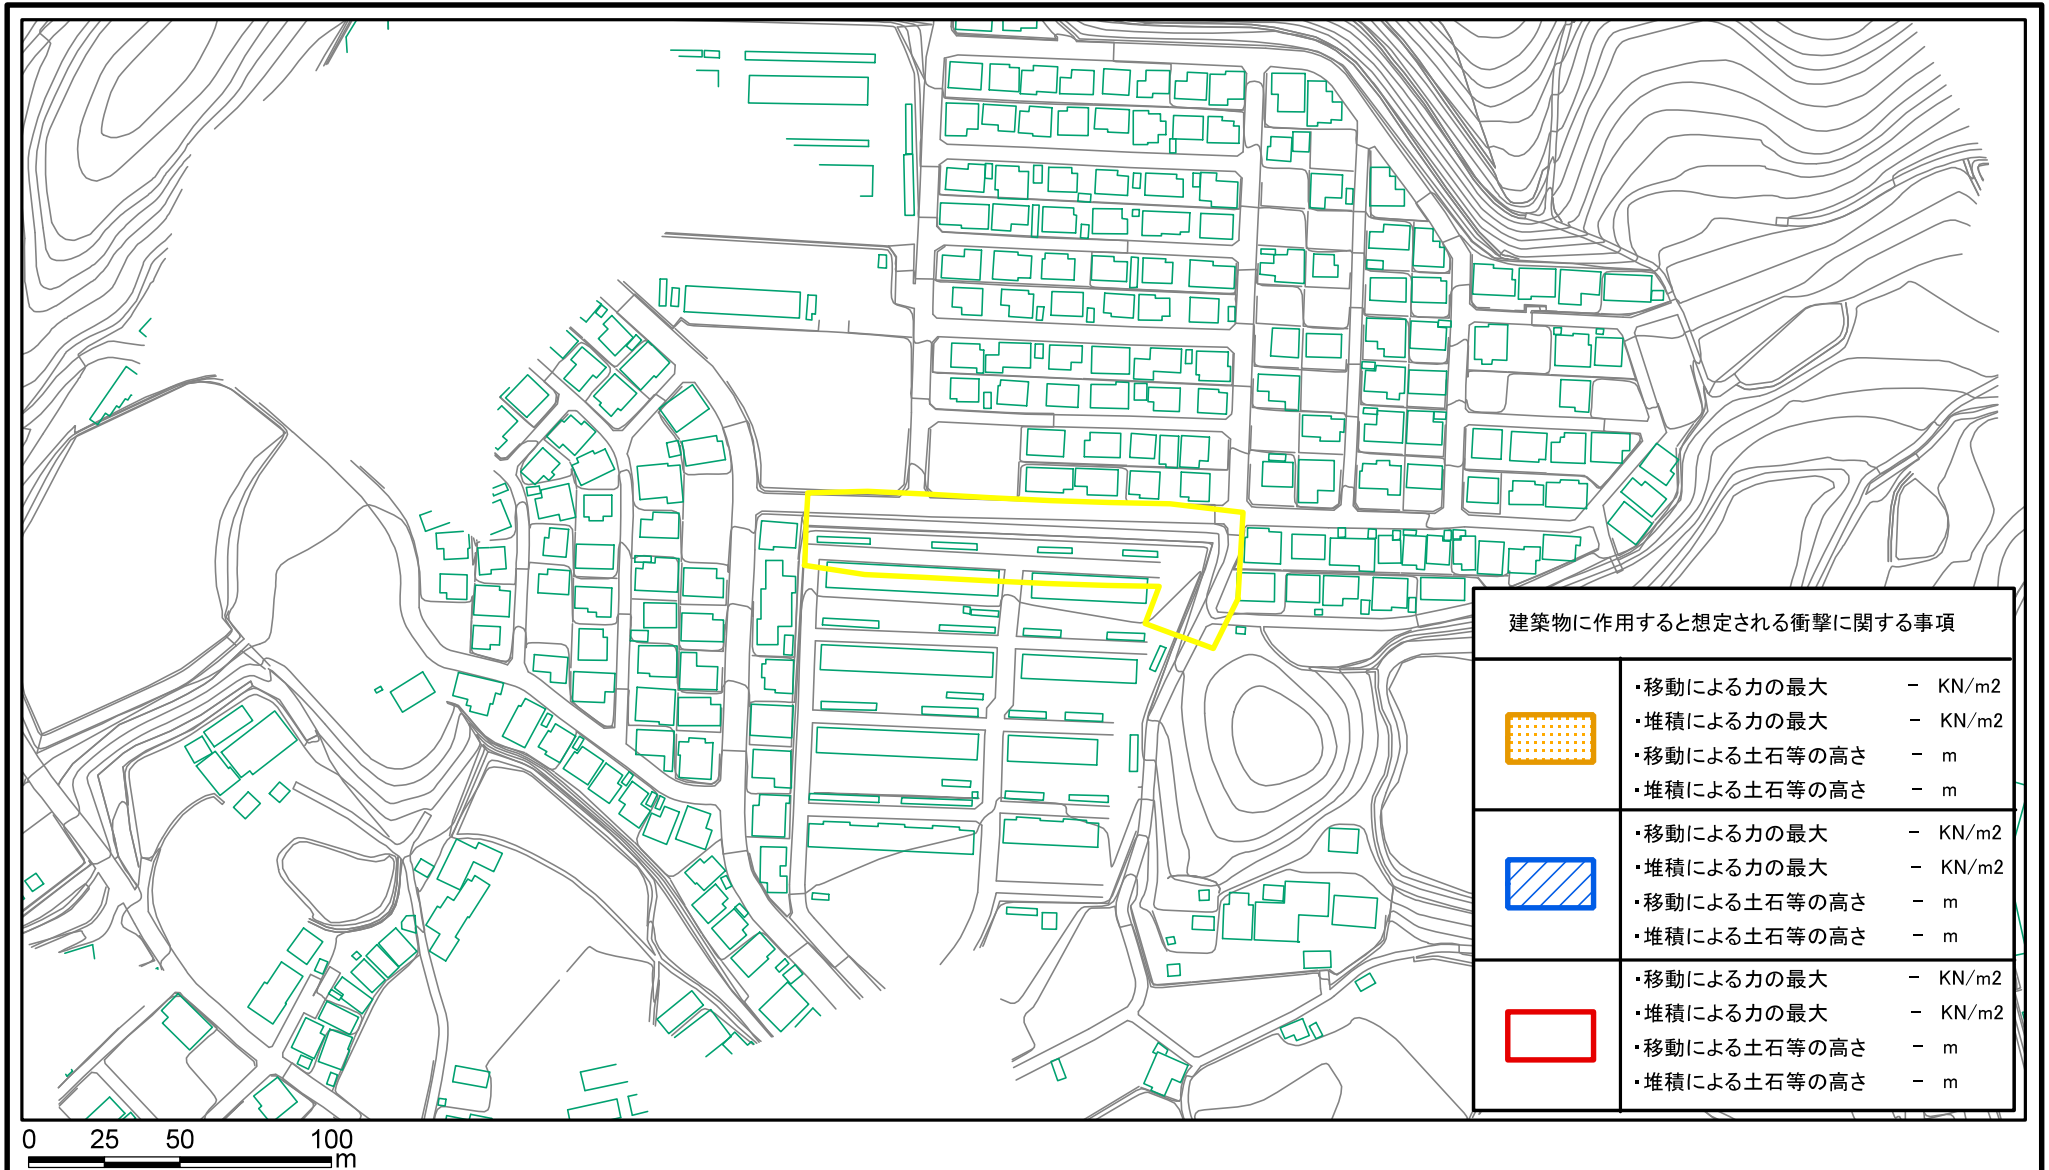 建築物に作用すると想定される衝撃に関する事項
・移動による力の最大 － KN/m2
・堆積による力の最大 － KN/m2
・移動による土石等の高さ － m
・堆積による土石等の高さ － m
・移動による力の最大 － KN/m2
・堆積による力の最大 － KN/m2
・移動による土石等の高さ － m
・堆積による土石等の高さ － m
・移動による力の最大 － KN/m2
・堆積による力の最大 － KN/m2
・移動による土石等の高さ － m
・堆積による土石等の高さ － m
0 25 50 100
m